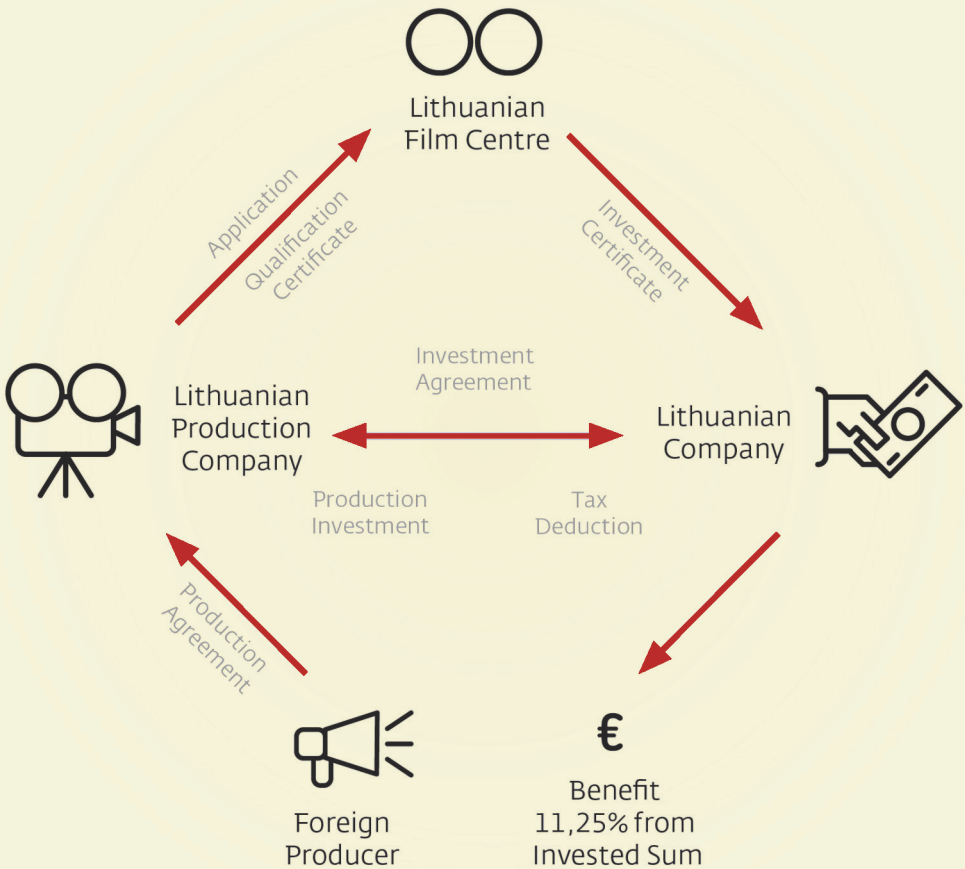 Lithuanian
Film Centre
Application
Qualification
Certificate
Investment
Certificate
Investment
Agreement
Lithuanian
Production
Company
Lithuanian
Company
Production
Investment
Tax
Deduction
Production
Agreement
€
Foreign
Producer
Benefit
11,25% from
Invested Sum